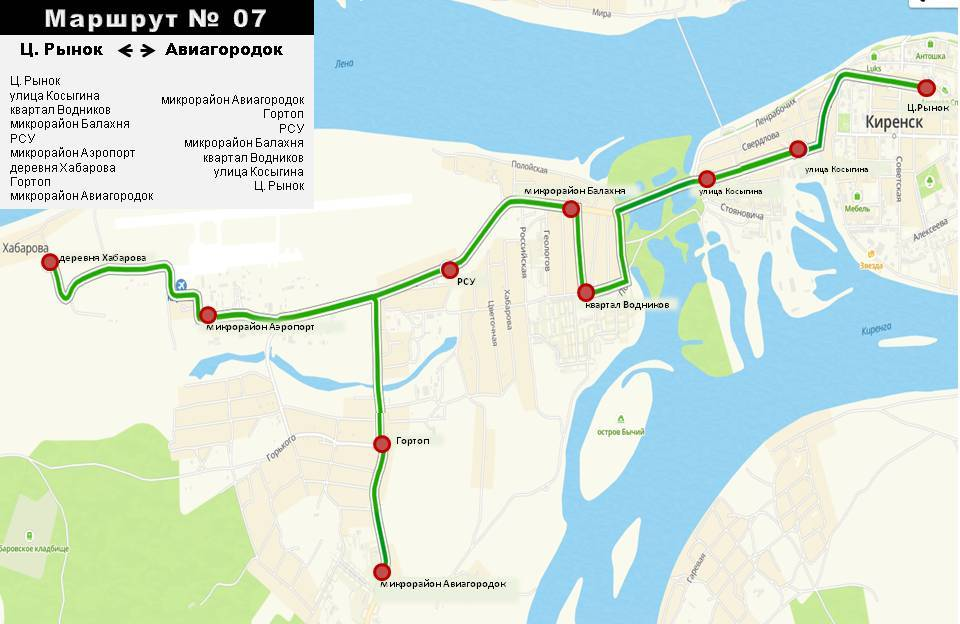 Маршрут № 07
Ц. Рынок
Авиагородок
Ц. Рынок
улица Косыгина
квартал Водников
микрорайон Балахня
РСУ
микрорайон Аэропорт
деревня Хабарова
Гортоп
микрорайон Авиагородок
микрорайон Авиагородок
Гортоп
РСУ
микрорайон Балахня
квартал Водников
улица Косыгина
Ц. Рынок
Мира
Лена
Luks
Антошка
Ц.Рынок
Ленрабочих
Киренск
Свердлова
Полойская
улица Косыгина
Советская
микрорайон Балахня
улица Косыгина
Мебель
Стояновича
Алексеева
Российская
Геологов
Хабарова
деревня Хабарова
Звезда
РСУ
квартал Водников
Хабарова
Цветочная
микрорайон Аэропорт
Киренга
остров Бычий
Гортоп
Горького
Гаревая
микрорайон Авиагородок